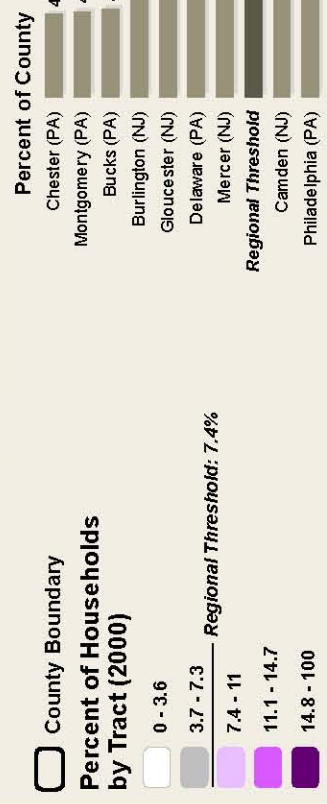 County Boundary
Percent of Households
by Tract (2000)
0 - 3.6
3.7 - 7.3
Regional Threshold: 7.4%
7.4 - 11
11.1 - 14.7
14.8 - 100
Percent of County
Chester (PA)
Montgomery (PA)
Bucks (PA)
Burlington (NJ)
Gloucester (NJ)
Delaware (PA)
Mercer (NJ)
Regional Threshold
Camden (NJ)
Philadelphia (PA)